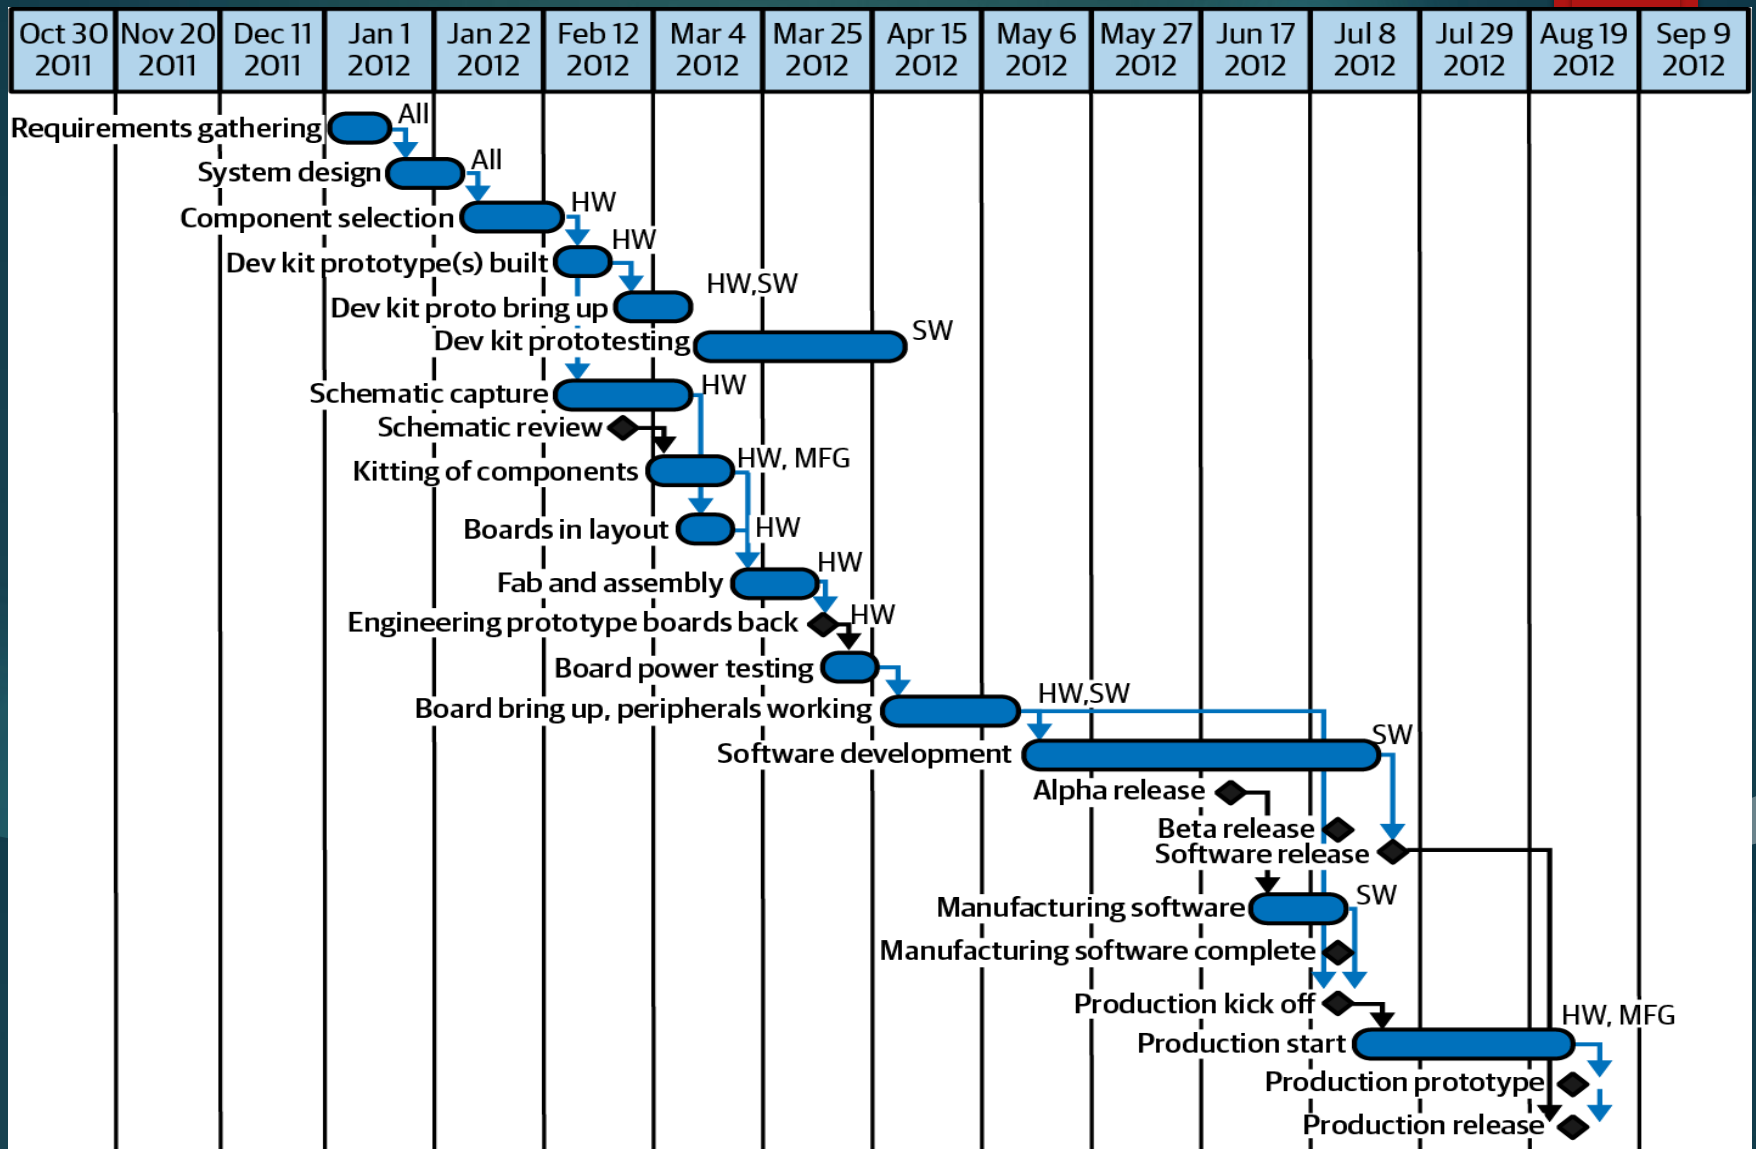 Oct 30 Nov 20 Dec 11 Jan 1 Jan 22 Feb 12 Mar 4 Mar 25 Apr 15 May 6 May 27 Jun 17 Jul 8 Jul 29 Aug 19 Sep 9
2011 2011 2011 2012 2012 2012 2012 2012 2012 2012 2012 2012 2012 2012 2012 2012
Requirements gathering All
System design All
Component selection HW
Dev kit prototype(s) built HW
Dev kit proto bring up HW,SW
Dev kit prototesting SW
Schematic capture HW
Schematic review
Kitting of components HW, MFG
Boards in layout HW
Fab and assembly HW
Engineering prototype boards back HW
Board power testing
Board bring up, peripherals working HW,SW
Software development SW
Alpha release
Beta release
Software release
Manufacturing software SW
Manufacturing software complete
Production kick off
Production start HW, MFG
Production prototype
Production release